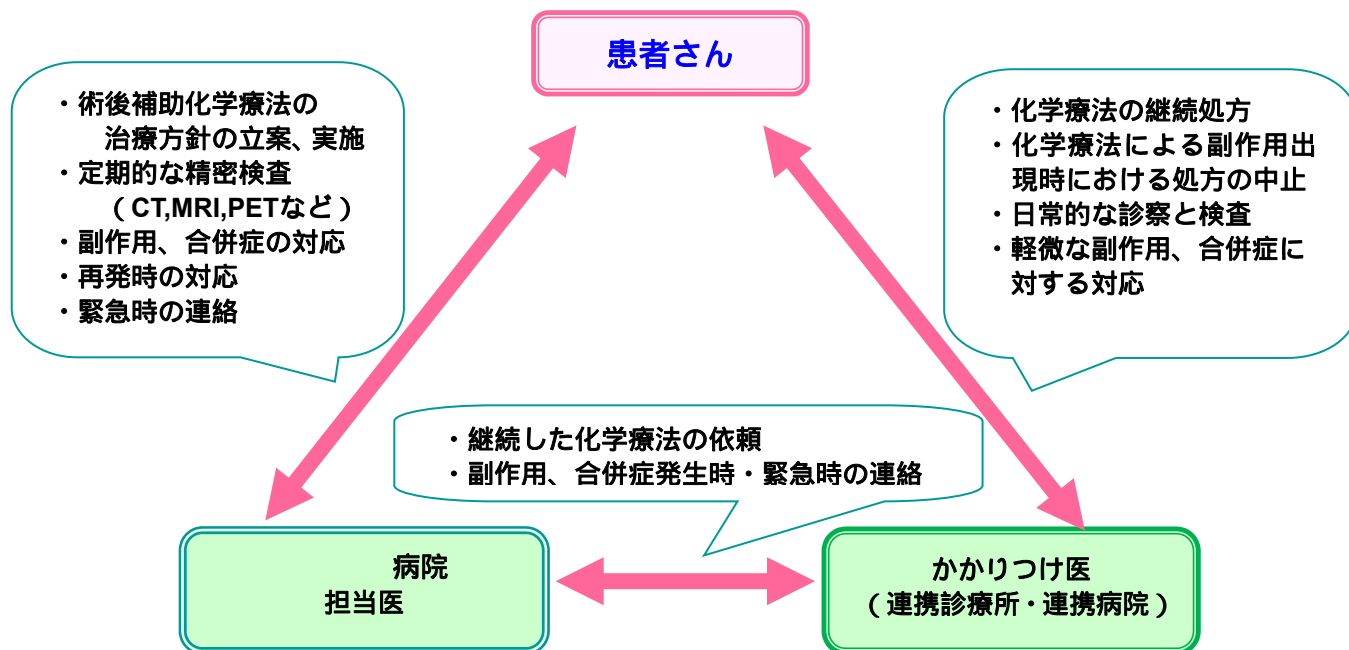 患者さん
・術後補助化学療法の
治療方針の立案、実施
・定期的な精密検査
（CT,MRI,PETなど）
・副作用、合併症の対応
・再発時の対応
・緊急時の連絡
・化学療法の継続処方
・化学療法による副作用出
現時における処方の中止
・日常的な診察と検査
・軽微な副作用、合併症に
対する対応
・継続した化学療法の依頼
・副作用、合併症発生時・緊急時の連絡
病院
担当医
かかりつけ医
（連携診療所・連携病院）